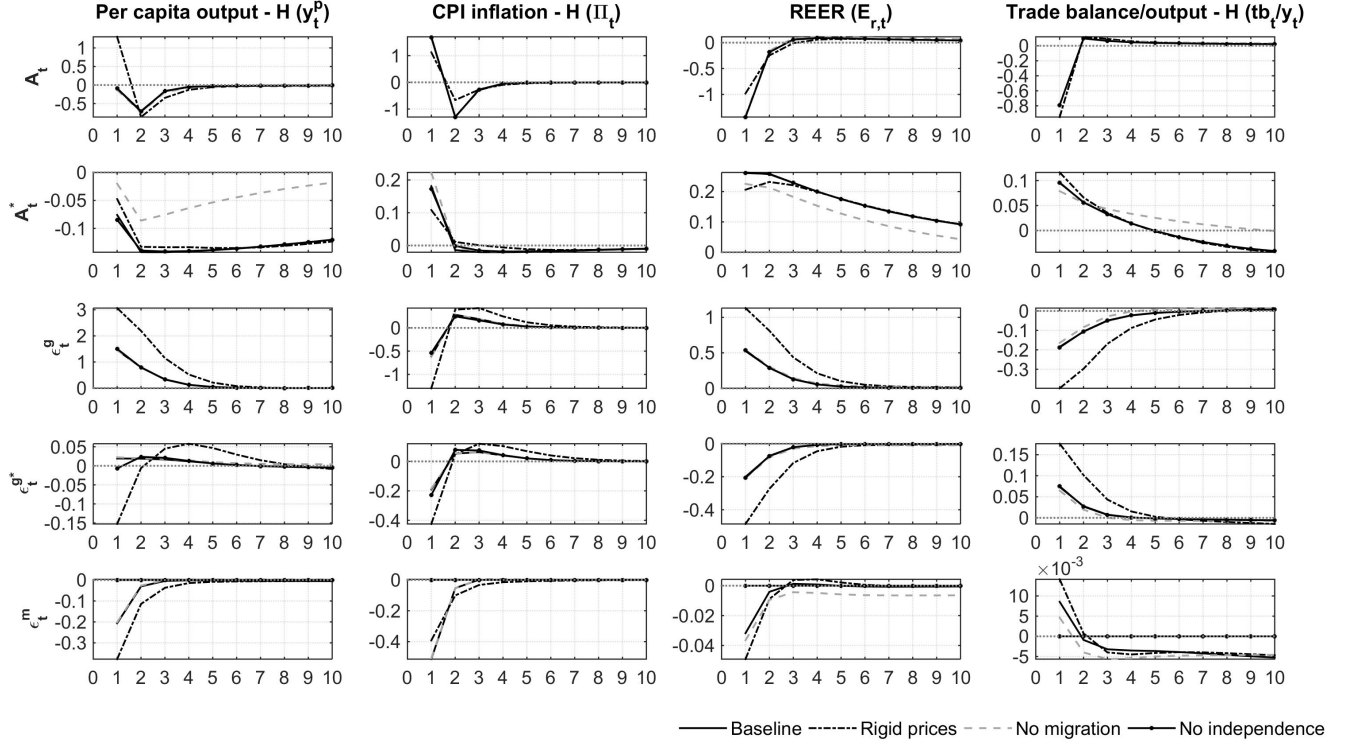 Per capita output - H (y_t^p) CPI inflation - H (Π_t) REER (E_{r,t}) Trade balance/output - H (tb_t/y_t)
A_t
1
0.5
0
-0.5
0 1 2 3 4 5 6 7 8 9 10
1
0
-1
0 1 2 3 4 5 6 7 8 9 10
0
-0.5
-1
0 1 2 3 4 5 6 7 8 9 10
0
-0.2
-0.4
-0.6
-0.8
0 1 2 3 4 5 6 7 8 9 10
A_t^*
0
-0.05
-0.1
0 1 2 3 4 5 6 7 8 9 10
0.2
0.1
0
0 1 2 3 4 5 6 7 8 9 10
0.2
0.1
0
0 1 2 3 4 5 6 7 8 9 10
0.1
0.05
0
0 1 2 3 4 5 6 7 8 9 10
ϵ_t^g
3
2
1
0
0 1 2 3 4 5 6 7 8 9 10
0
-0.5
-1
0 1 2 3 4 5 6 7 8 9 10
1
0.5
0
0 1 2 3 4 5 6 7 8 9 10
0
-0.1
-0.2
-0.3
0 1 2 3 4 5 6 7 8 9 10
ϵ_t^{g*}
0.05
0
-0.05
-0.1
-0.15
0 1 2 3 4 5 6 7 8 9 10
0
-0.2
-0.4
0 1 2 3 4 5 6 7 8 9 10
0
-0.2
-0.4
0 1 2 3 4 5 6 7 8 9 10
0.15
0.1
0.05
0
0 1 2 3 4 5 6 7 8 9 10
ϵ_t^m
0
-0.1
-0.2
-0.3
0 1 2 3 4 5 6 7 8 9 10
0
-0.2
-0.4
0 1 2 3 4 5 6 7 8 9 10
0
-0.02
-0.04
0 1 2 3 4 5 6 7 8 9 10
×10^-3
10
5
0
-5
0 1 2 3 4 5 6 7 8 9 10
Baseline Rigid prices No migration No independence